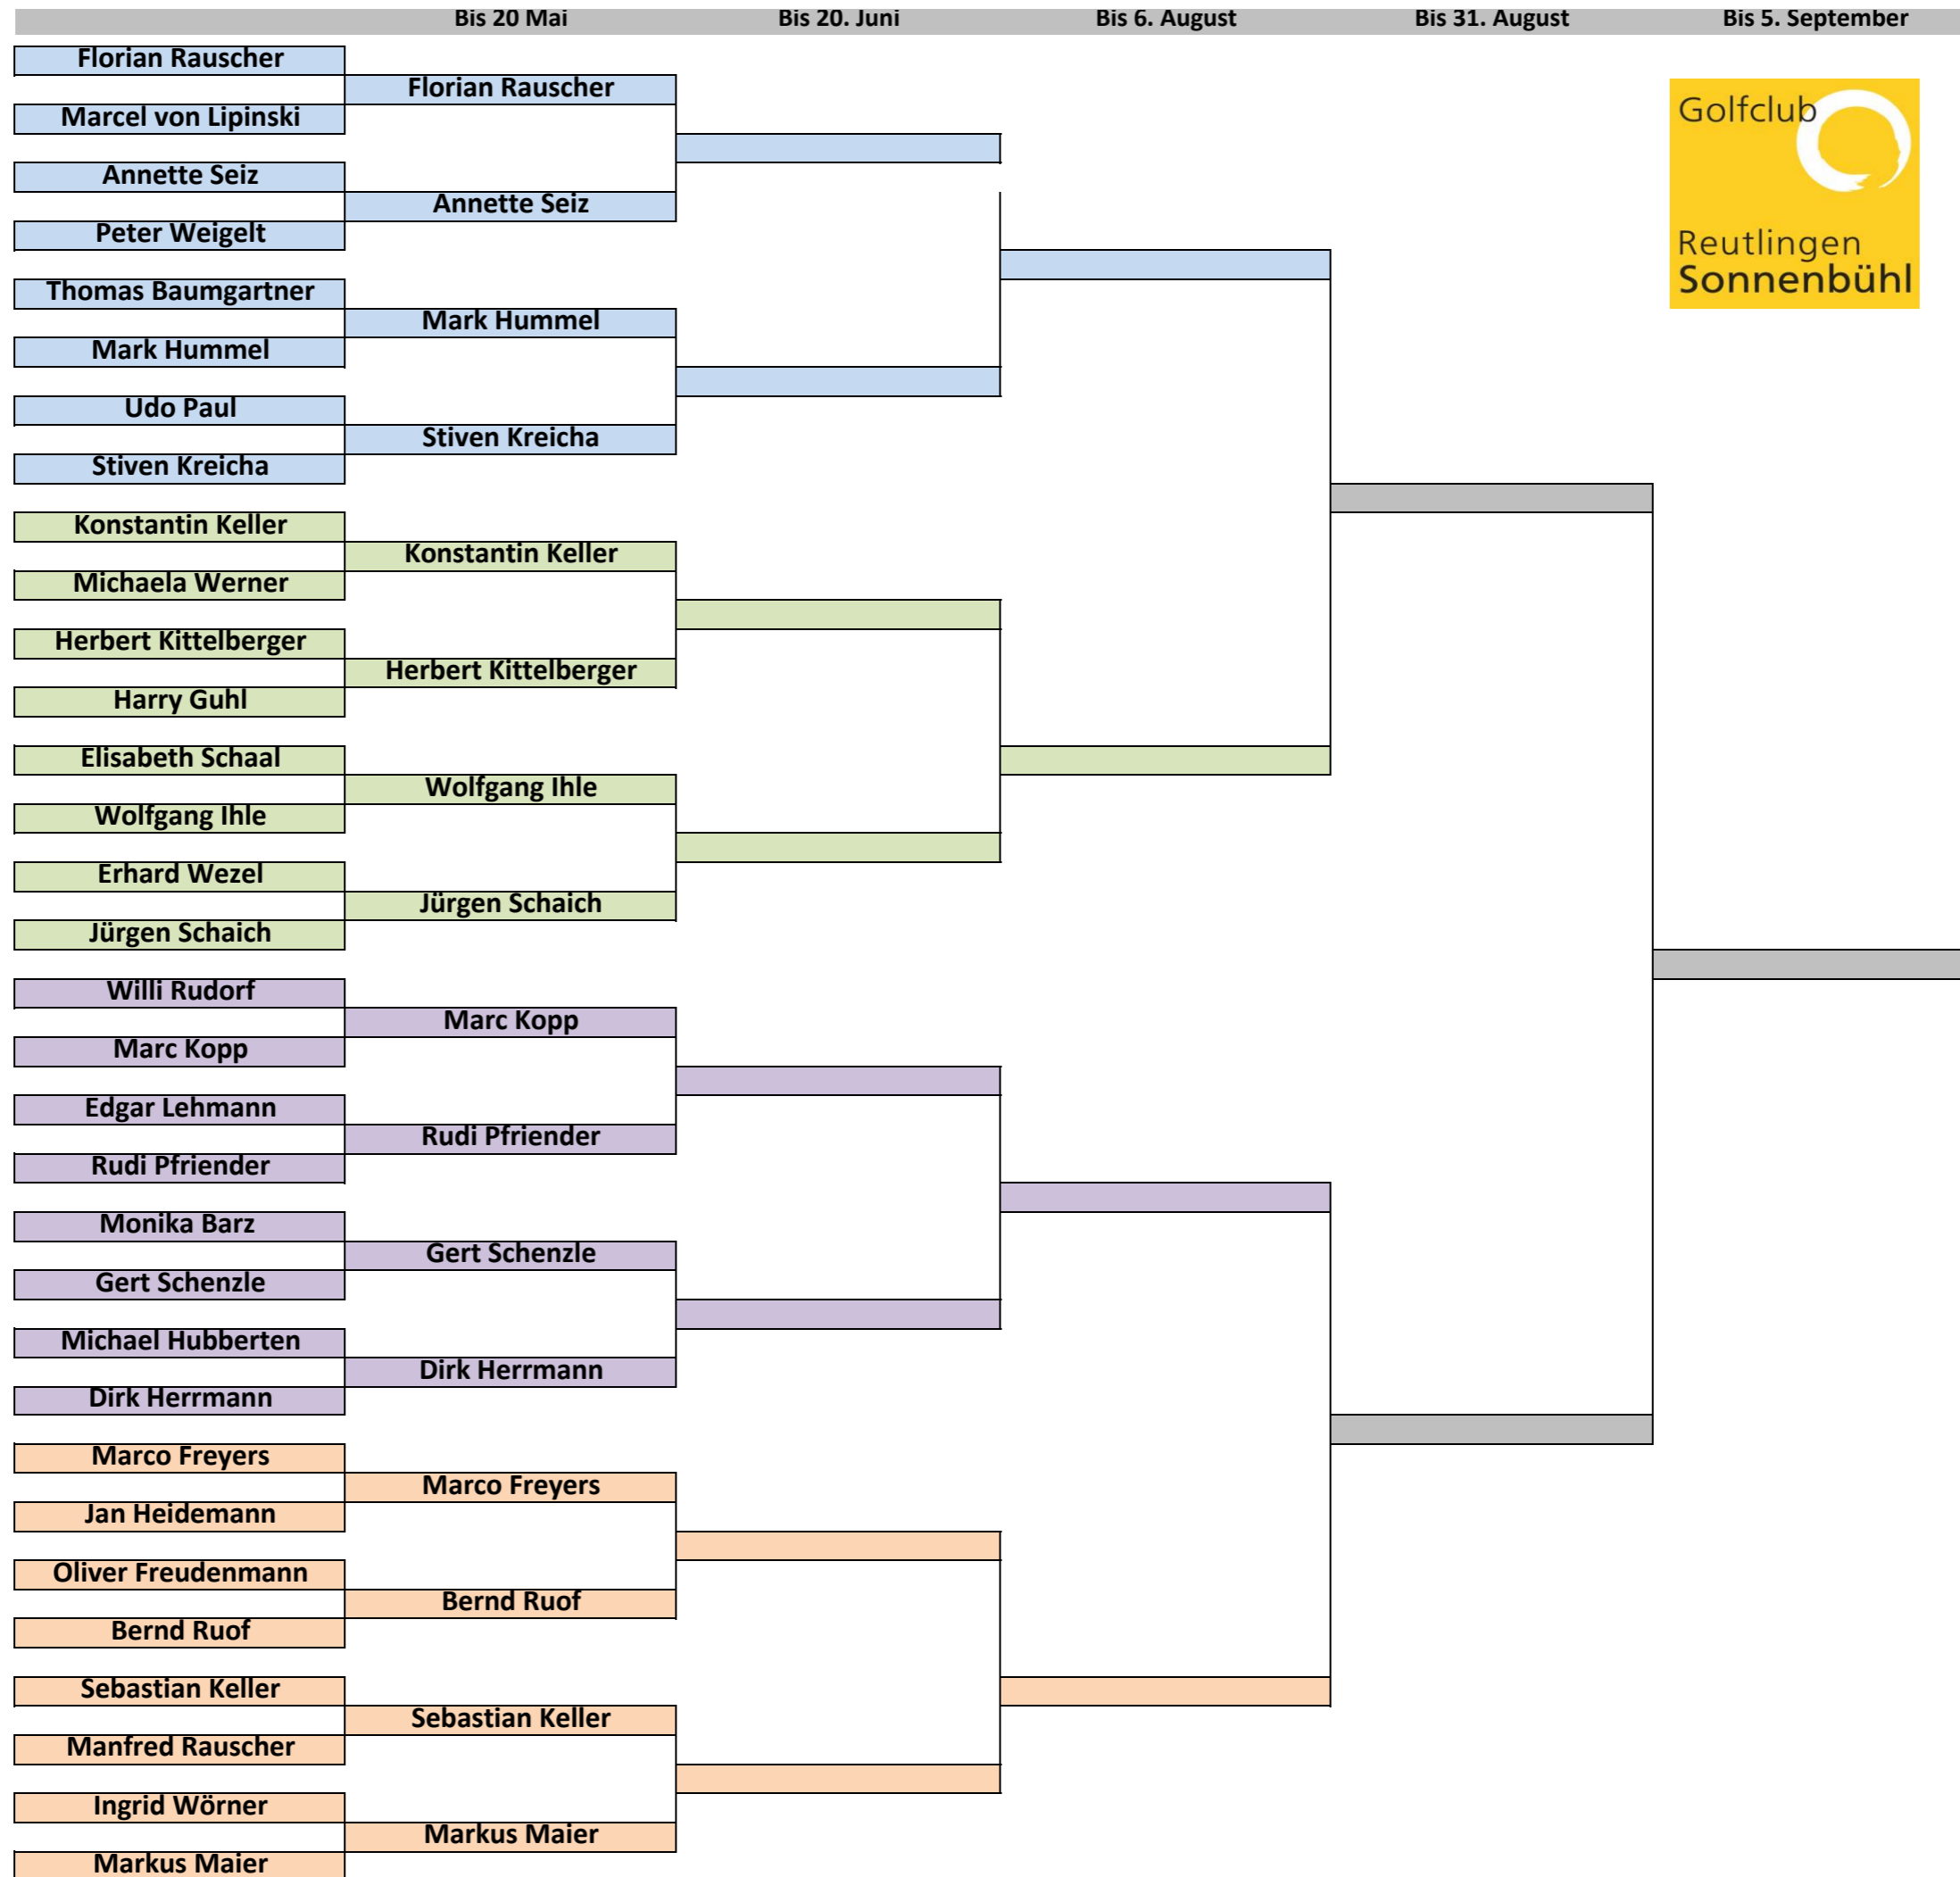 Bis 20 Mai Bis 20. Juni Bis 6. August Bis 31. August Bis 5. September
Florian Rauscher
Florian Rauscher
Marcel von Lipinski
Annette Seiz
Annette Seiz
Peter Weigelt
Thomas Baumgartner
Mark Hummel
Mark Hummel
Udo Paul
Stiven Kreicha
Stiven Kreicha
Konstantin Keller
Konstantin Keller
Michaela Werner
Herbert Kittelberger
Herbert Kittelberger
Harry Guhl
Elisabeth Schaal
Wolfgang Ihle
Wolfgang Ihle
Erhard Wezel
Jürgen Schaich
Jürgen Schaich
Willi Rudorf
Marc Kopp
Marc Kopp
Edgar Lehmann
Rudi Pfriender
Rudi Pfriender
Monika Barz
Gert Schenzle
Gert Schenzle
Michael Hubberten
Dirk Herrmann
Dirk Herrmann
Marco Freyers
Marco Freyers
Jan Heidemann
Oliver Freudenmann
Bernd Ruof
Bernd Ruof
Sebastian Keller
Sebastian Keller
Manfred Rauscher
Ingrid Wörner
Markus Maier
Markus Maier
Golfclub
Reutlingen
Sonnenbühl